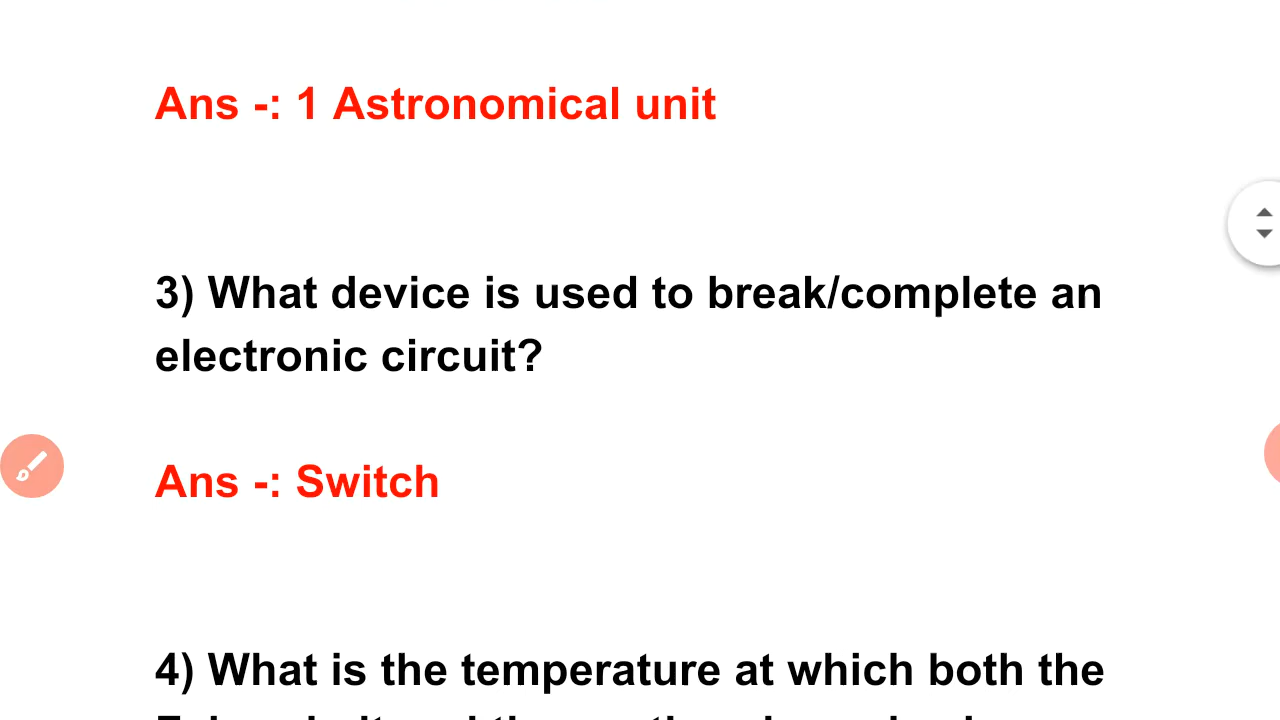 Ans -: 1 Astronomical unit
3) What device is used to break/complete an
electronic circuit?
Ans -: Switch
4) What is the temperature at which both the